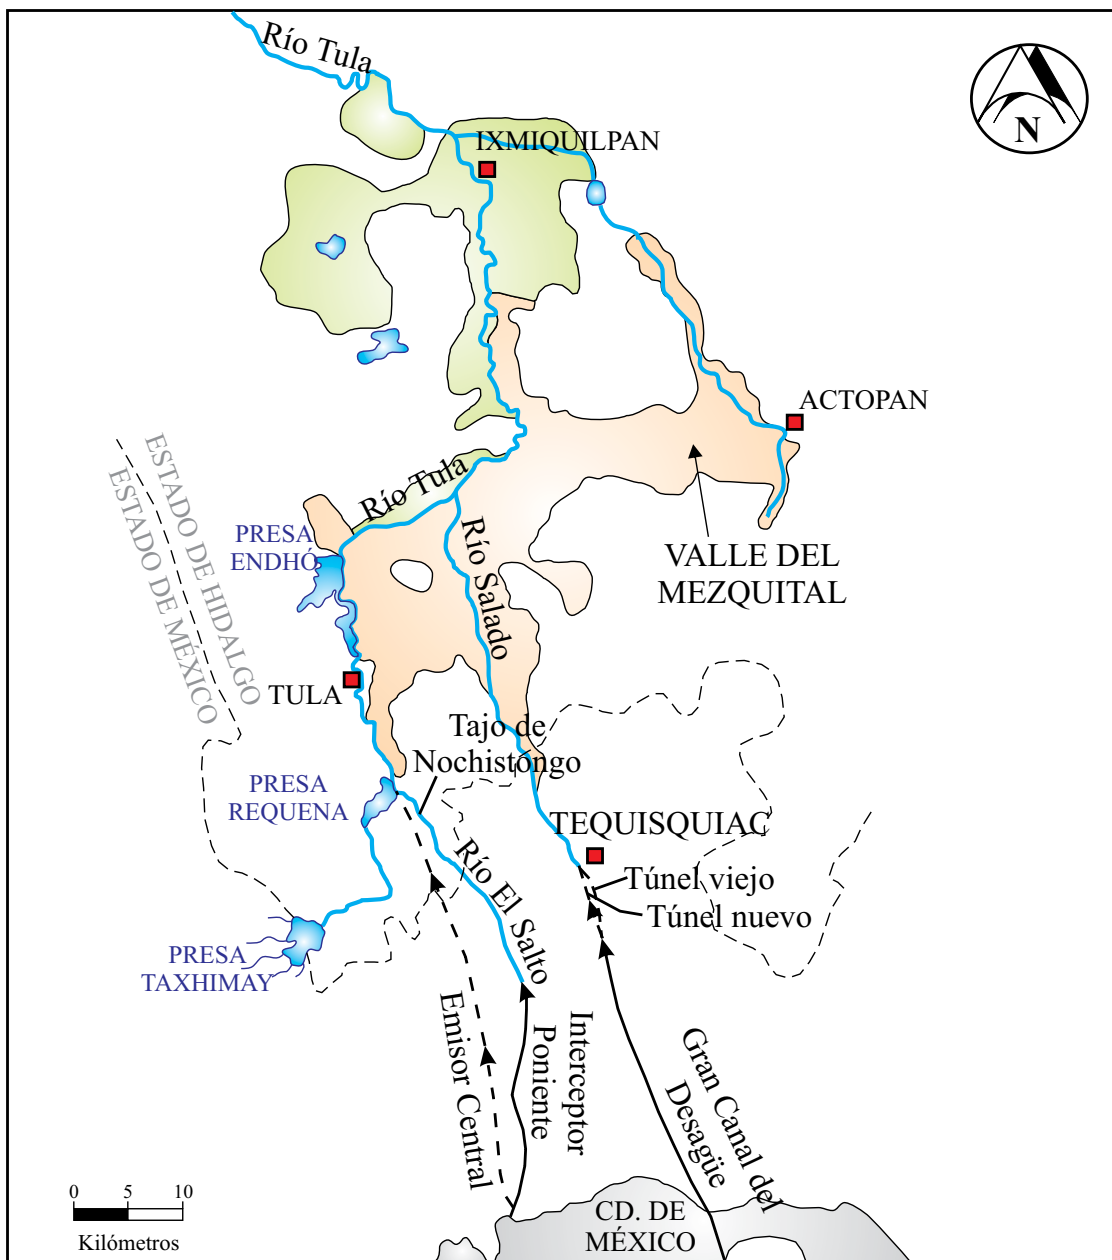 Río Tula
N
IXMIQUILPAN
ACTOPAN
Río Tula
ESTADO DE HIDALGO
ESTADO DE MÉXICO
PRESA
ENDHÓ
Río Salado
VALLE DEL
MEZQUITAL
TULA
Tajo de
Nochistongo
PRESA
REQUENA
TEQUISQUIAC
Túnel viejo
Túnel nuevo
Río El Salto
PRESA
TAXHIMAY
Emisor Central
Interceptor
Poniente
Gran Canal del
Desagüe
0 5 10
Kilómetros
CD. DE
MÉXICO